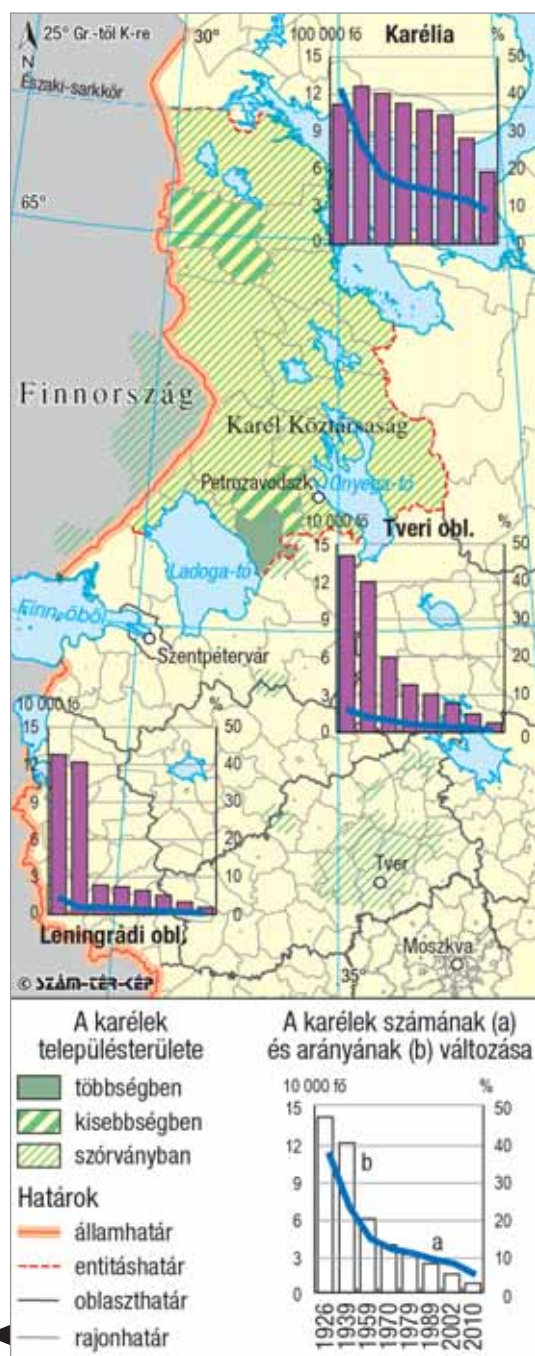 25° Gr.-től K-re
30°
N
Északi-sarkkör
65°
100 000 fő
Karélia
%
15
12
9
6
3
0
50
40
30
20
10
0
Finnország
Karél Köztársaság
Petrozavodszk
Onyega-tó
Ladoga-tó
Finn-öböl
Szentpétervár
10 000 fő
Tveri obl.
%
15
12
9
6
3
0
50
40
30
20
10
0
10 000 fő
%
15
12
9
6
3
0
50
40
30
20
10
0
Leningrádi obl.
Tver
Moszkva
35°
© SZÁM-TÉR-KÉP
A karélek
településterülete
többségben
kisebbségben
szórványban
Határok
államhatár
entitáshatár
oblaszthatár
rajonhatár
A karélek számának (a)
és arányának (b) változása
10 000 fő
%
15
12
9
6
3
0
50
40
30
20
10
0
b
a
1926
1939
1959
1970
1979
1989
2002
2010